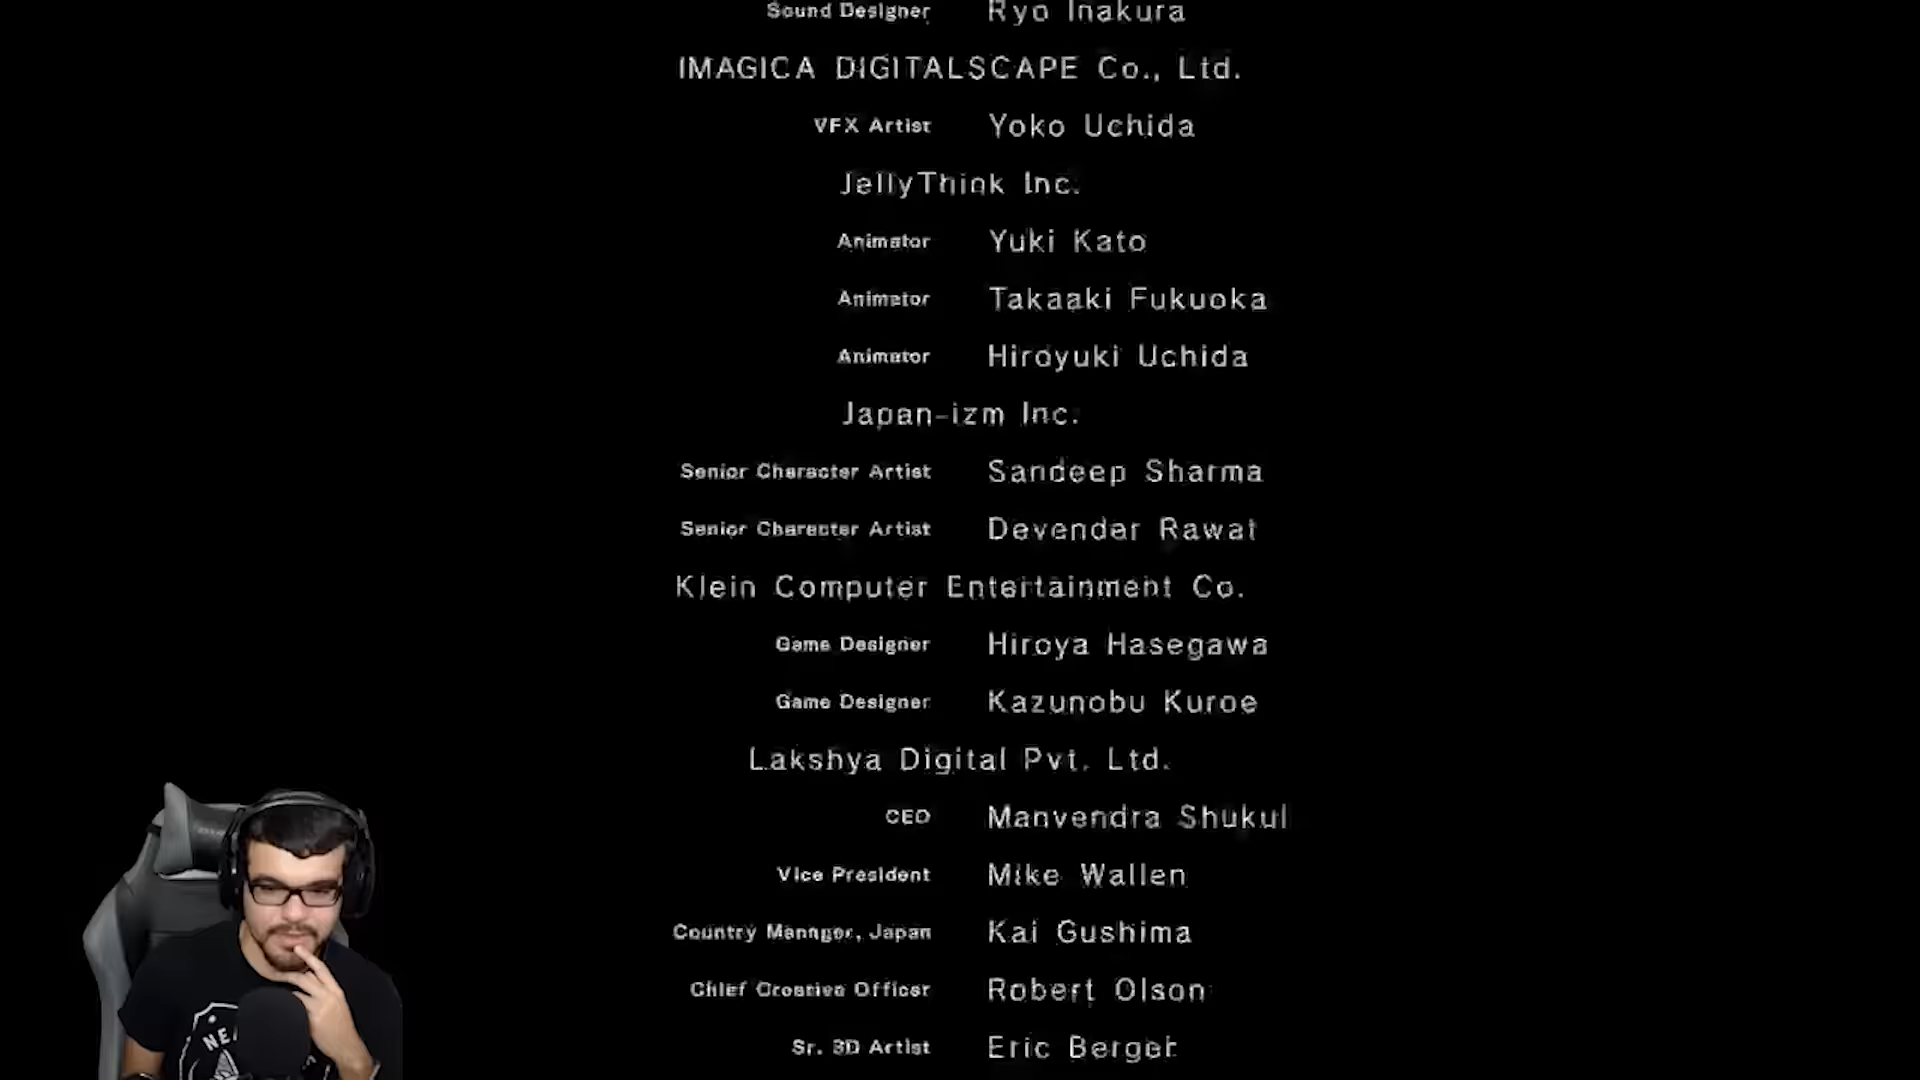 Sound Designer Ryo Inakura
IMAGICA DIGITALSCAPE Co., Ltd.
VFX Artist Yoko Uchida
JellyThink Inc.
Animator Yuki Kato
Animator Takaaki Fukuoka
Animator Hiroyuki Uchida
Japan-izm Inc.
Senior Character Artist Sandeep Sharma
Senior Character Artist Devender Rawat
Klein Computer Entertainment Co.
Game Designer Hiroya Hasegawa
Game Designer Kazunobu Kuroe
Lakshya Digital Pvt. Ltd.
CEO Manvendra Shukul
Vice President Mike Wallen
Country Manager, Japan Kai Gushima
Chief Creative Officer Robert Olson
Sr. 3D Artist Eric Berger